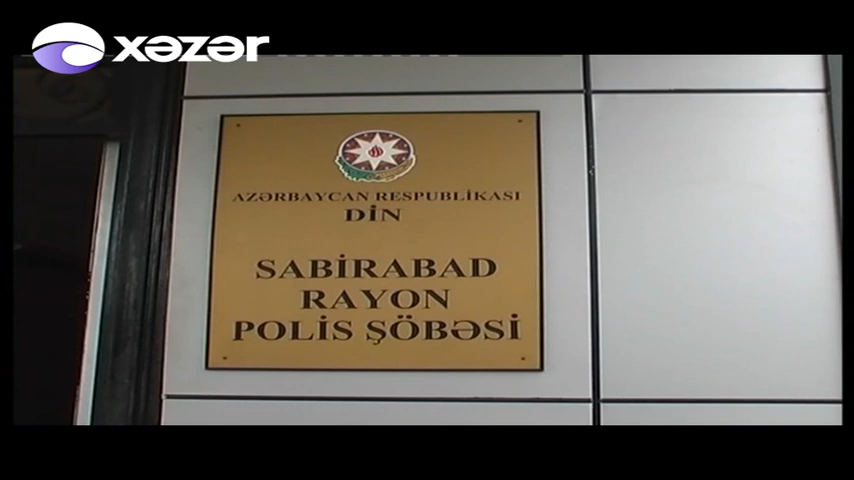 xəzər
AZƏRBAYCAN RESPUBLİKASI
DİN
SABİRABAD
RAYON
POLİS ŞÖBƏSİ